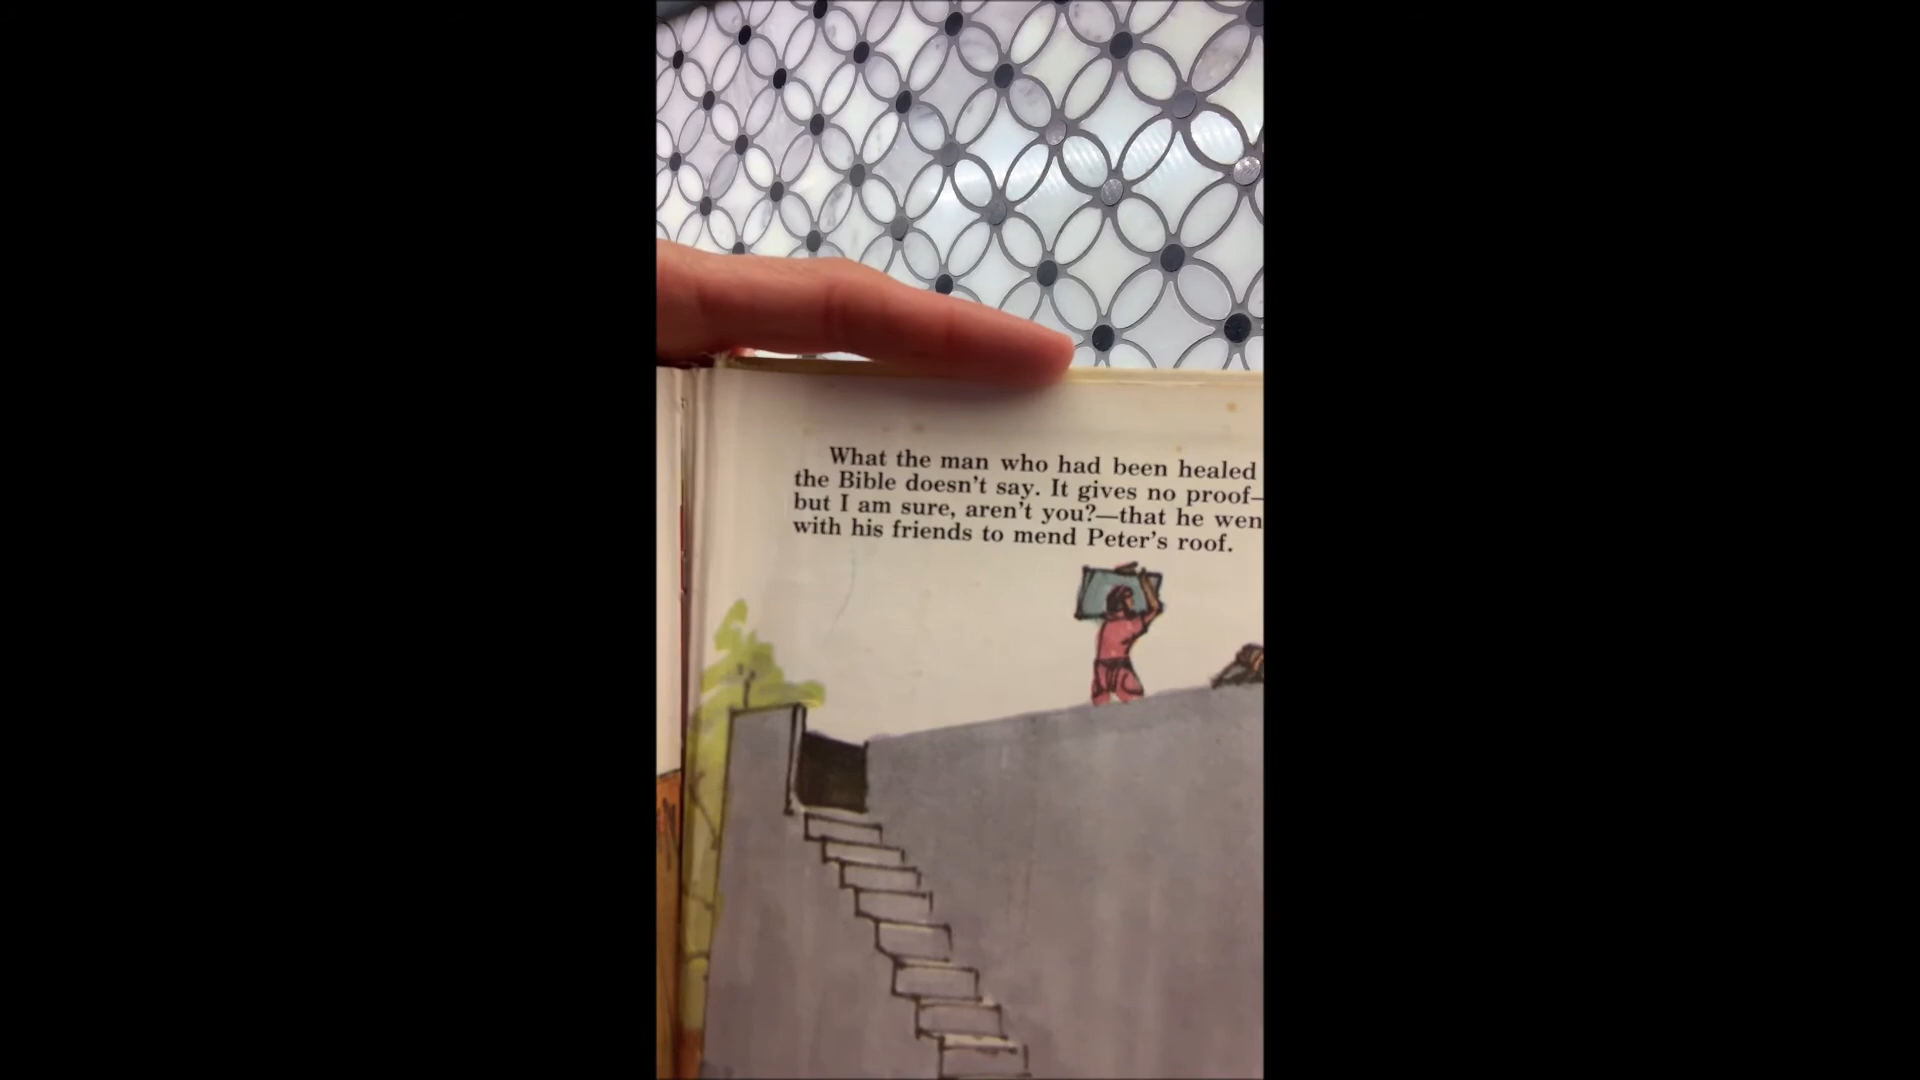 What the man who had been healed
the Bible doesn't say. It gives no proof—
but I am sure, aren't you?—that he wen
with his friends to mend Peter's roof.